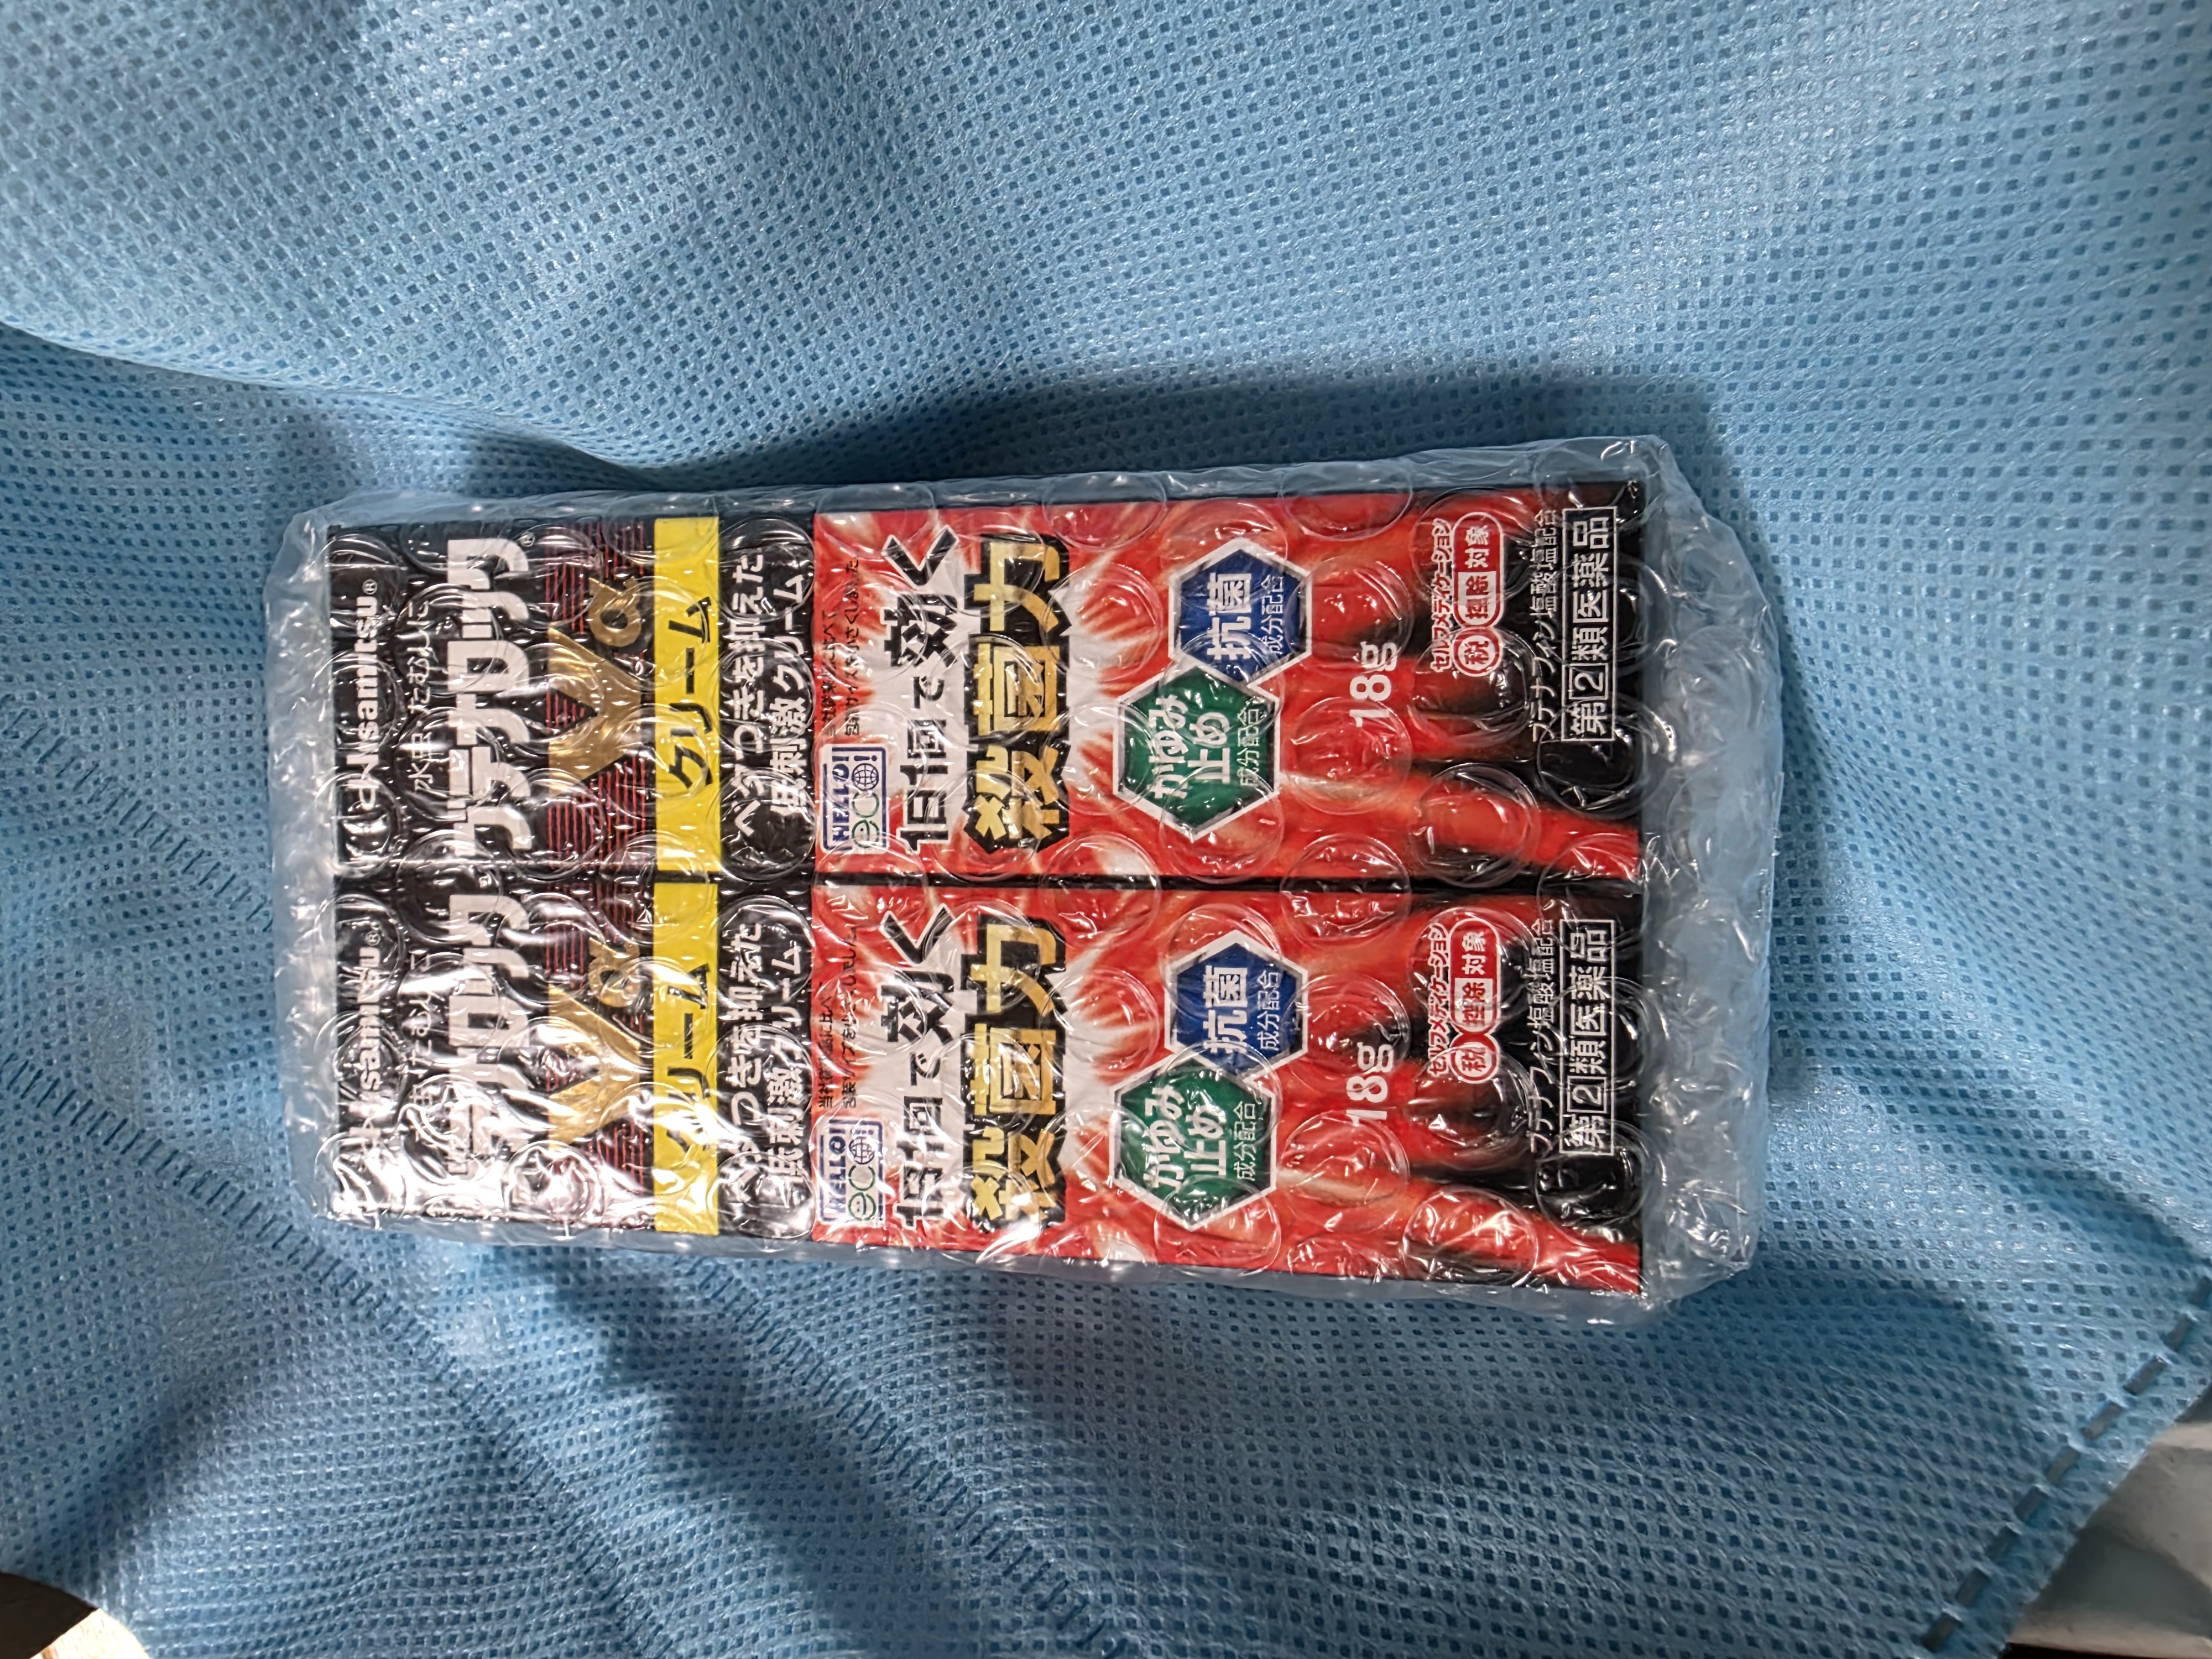 Hisamitsu®
水虫・たむしに
ブテナロック®
Vα
クリーム
ベタつきを抑えた
低刺激クリーム
HELLO!
eco!
1日1回で効く
殺菌力
かゆみ
止め
成分配合
抗菌
成分配合
18g
セルフメディケーション
税 控除 対象
ブテナフィン塩酸塩配合
第②類医薬品
Hisamitsu®
ブテナロック®
Vα
クリーム
ベタつきを抑えた
低刺激クリーム
HELLO!
eco!
1日1回で効く
殺菌力
かゆみ
止め
成分配合
抗菌
成分配合
18g
セルフメディケーション
税 控除 対象
ブテナフィン塩酸塩配合
第②類医薬品